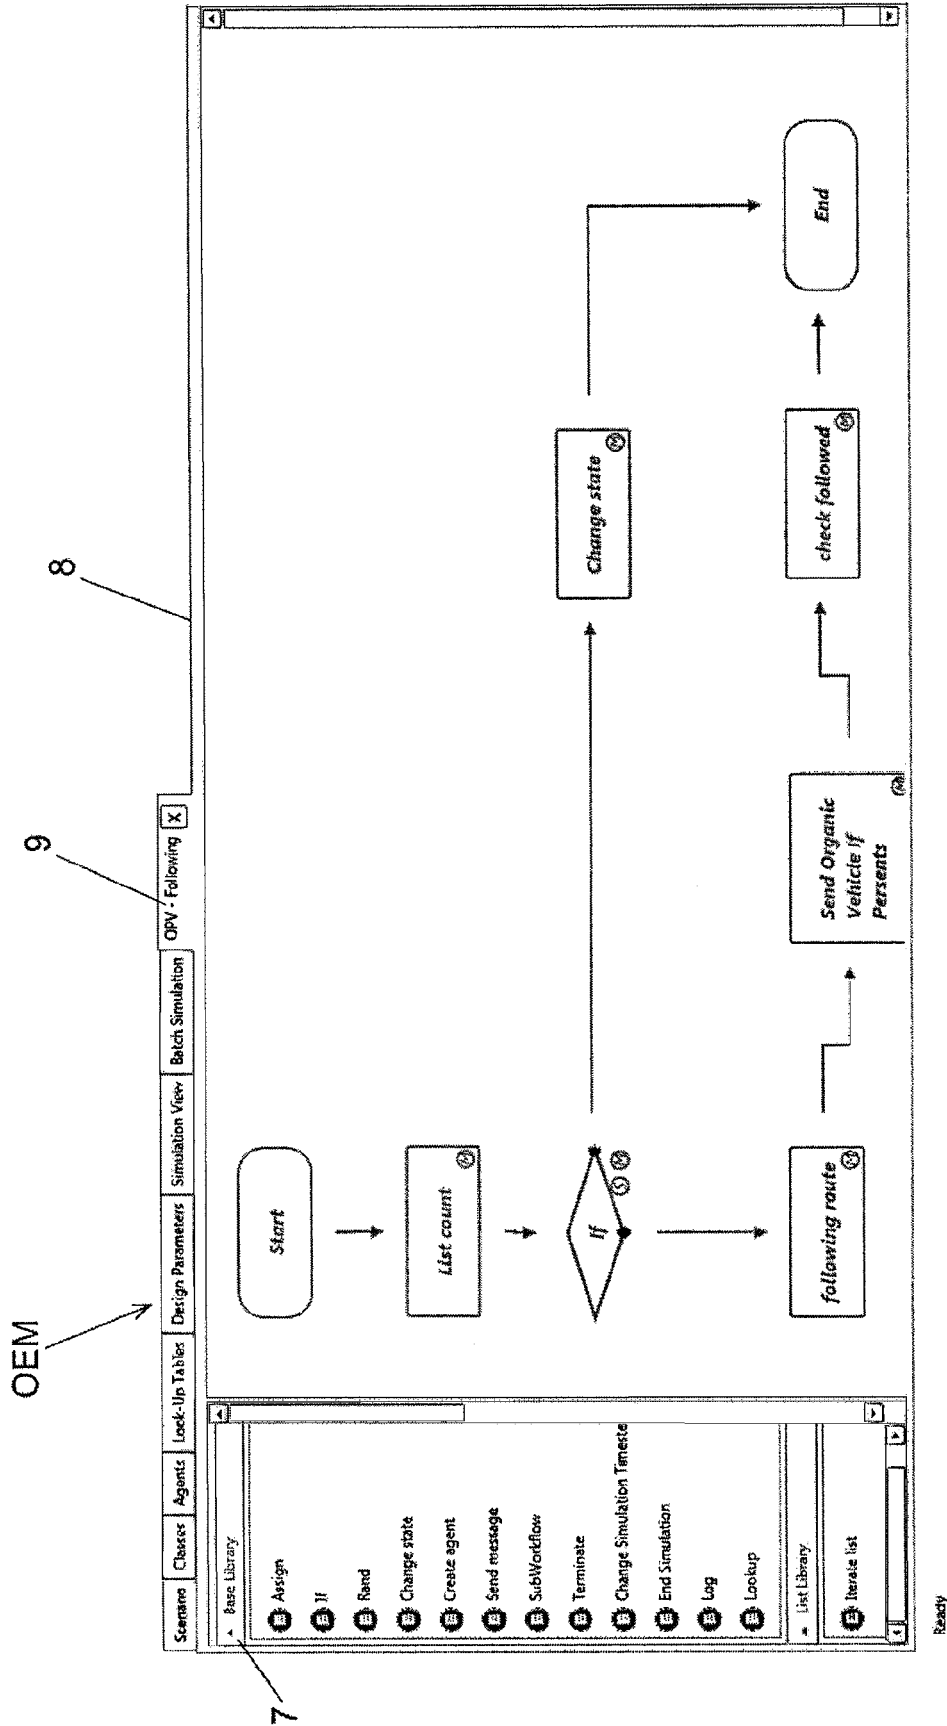 OEM
9
8
7
Scenario Classes Agents Look-Up Tables Design Parameters Simulation View Batch Simulation OPV - Following X
Base Library
Assign
If
Rand
Change state
Create agent
Send message
SubWorkflow
Terminate
Change Simulation Timeste
End Simulation
Log
Lookup
List Library
Iterate list
Start
List count
M
If
S M
Change state
M
following route
M
Send Organic
Vehicle If
Persents
M
check followed
M
End
Ready